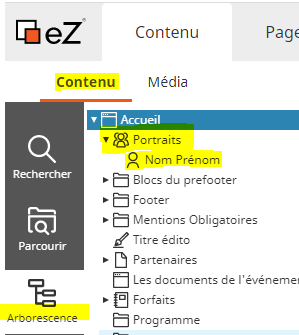 eZ
Contenu
Page
Contenu
Média
Rechercher
Parcourir
Arborescence
Accueil
Portraits
Nom Prénom
Blocs du prefooter
Footer
Mentions Obligatoires
Titre édito
Partenaires
Les documents de l'événeme
Forfaits
Programme